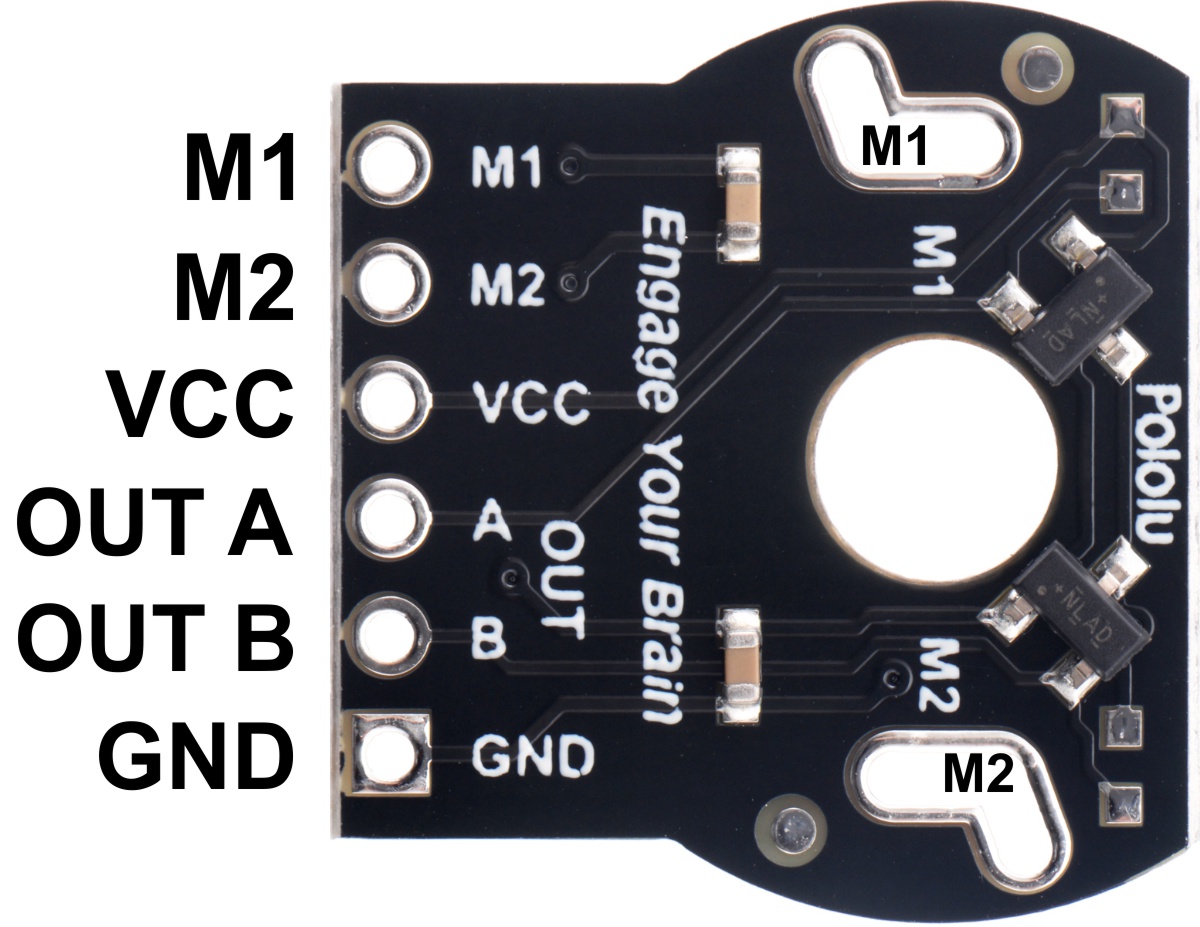 M1
M2
VCC
OUT A
OUT B
GND
M1
M2
VCC
A
OUT
B
GND
Engage Your Brain
M1
M1
M2
M2
Pololu
+NLAD
+NLAD